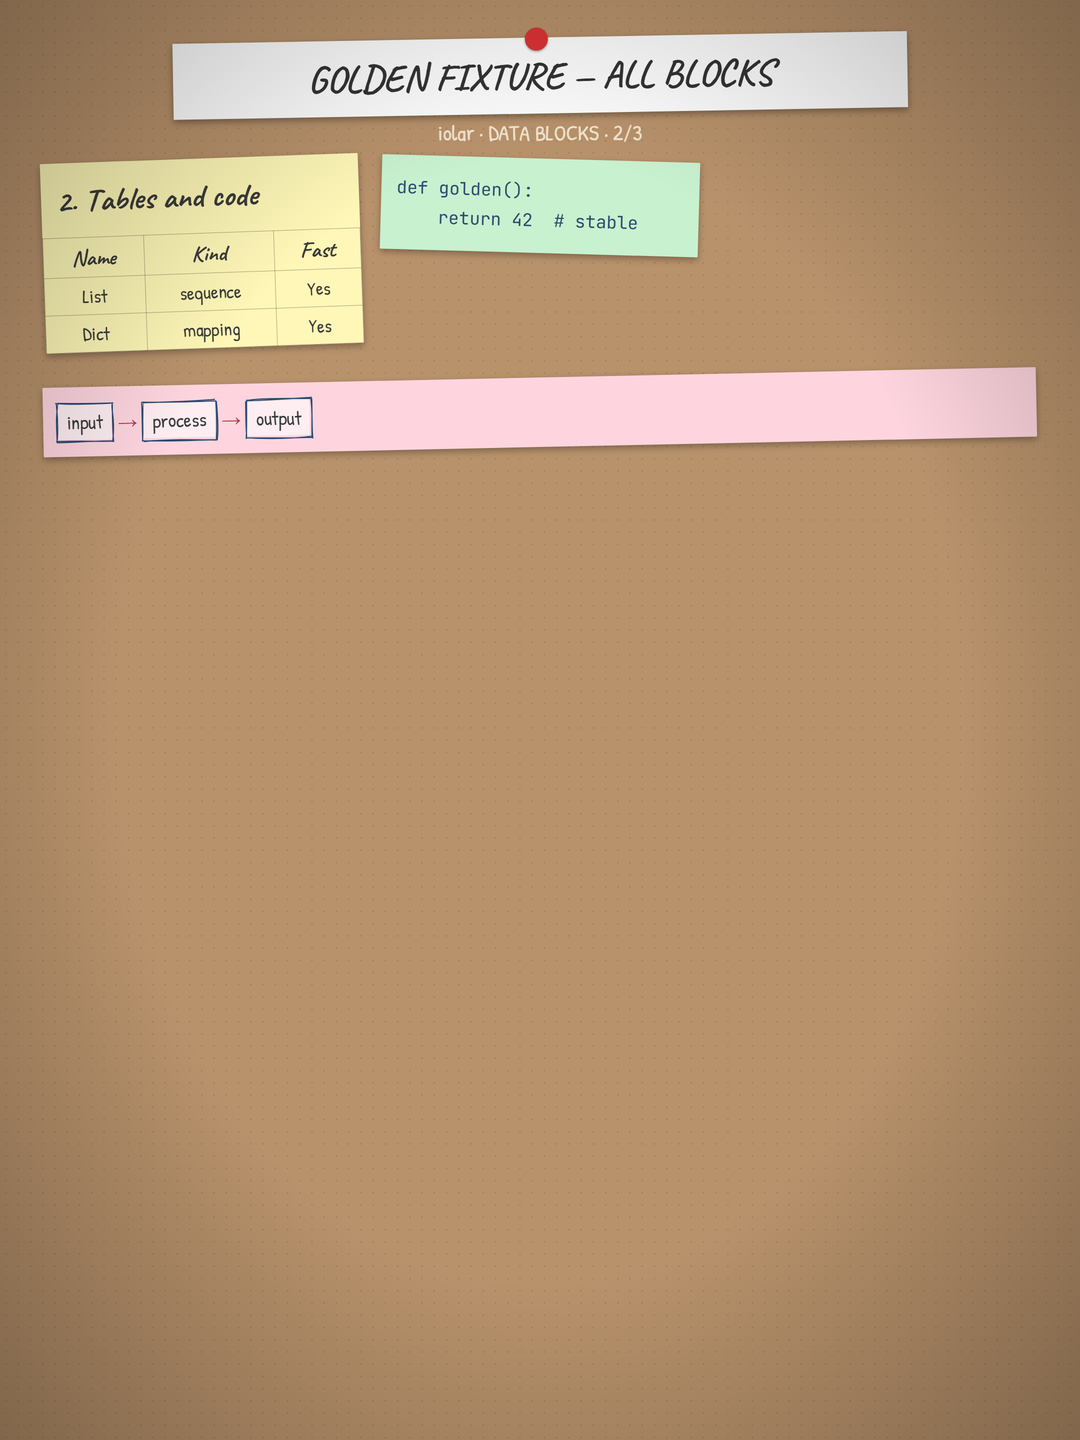 GOLDEN FIXTURE – ALL BLOCKS
iolar · DATA BLOCKS · 2/3
2. Tables and code
Name Kind Fast
List sequence Yes
Dict mapping Yes
def golden():
    return 42  # stable
input → process → output